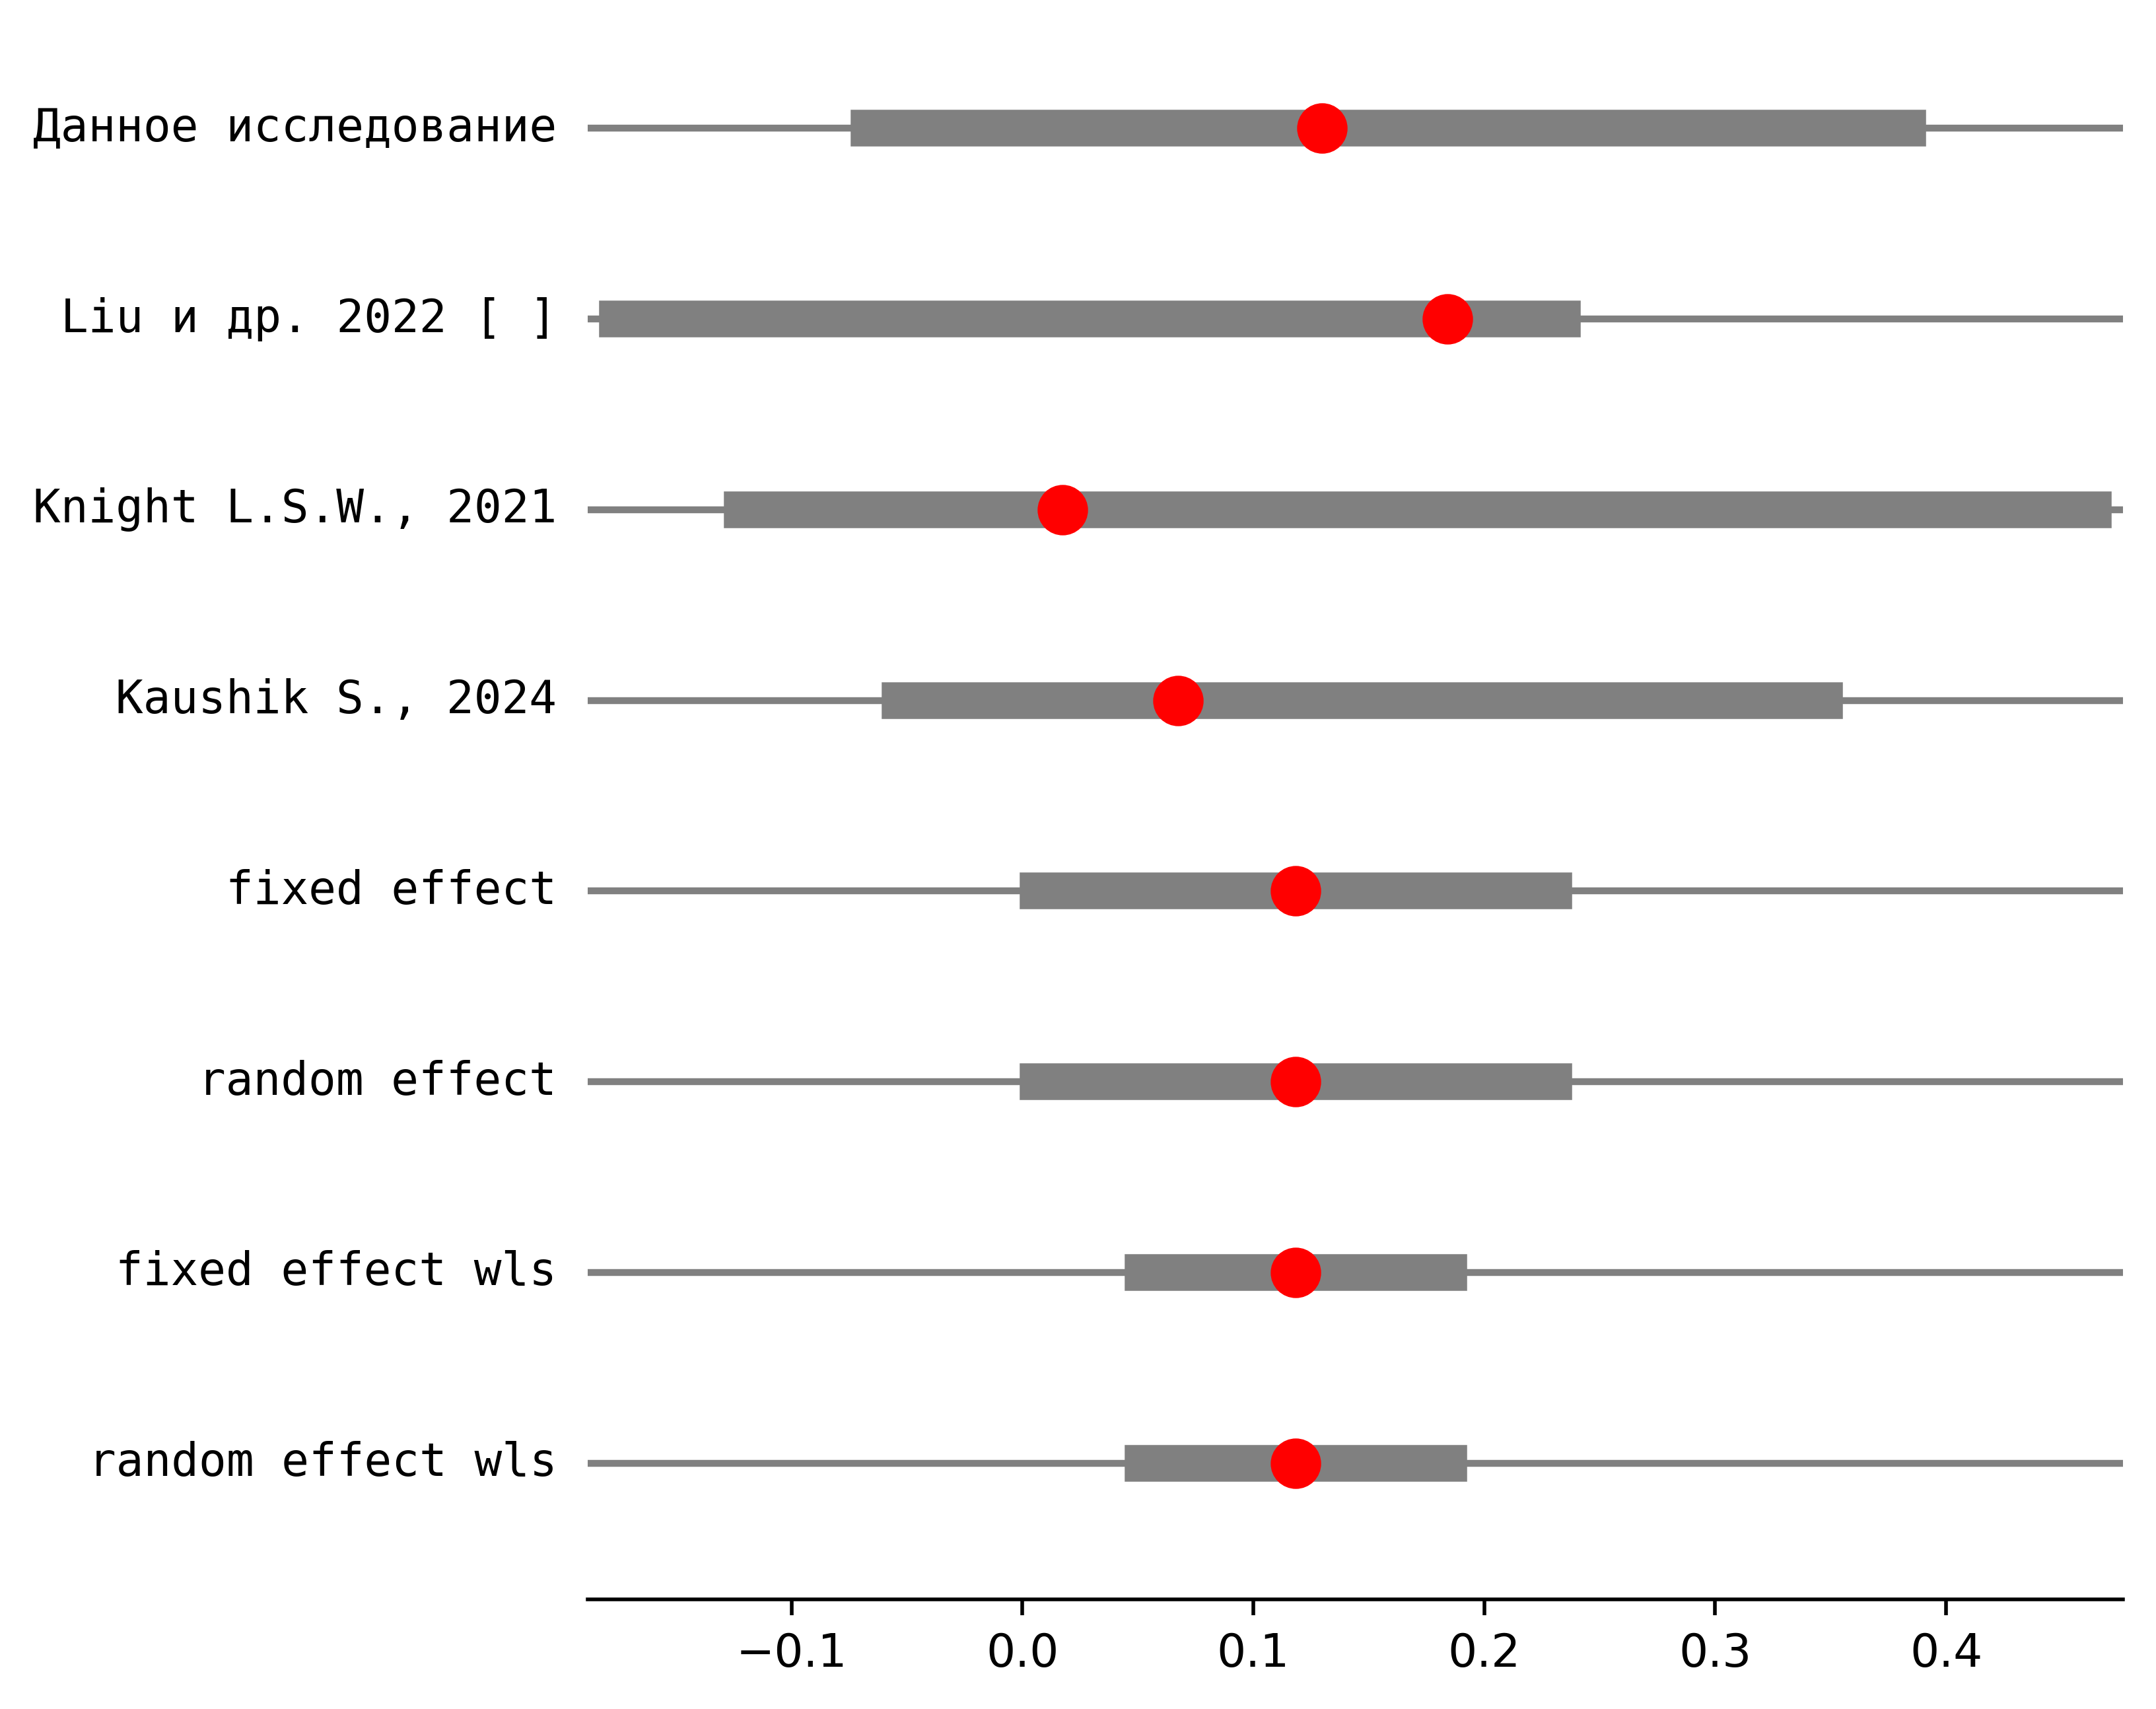 Данное исследование
Liu и др. 2022 [ ]
Knight L.S.W., 2021
Kaushik S., 2024
fixed effect
random effect
fixed effect wls
random effect wls
−0.1 0.0 0.1 0.2 0.3 0.4